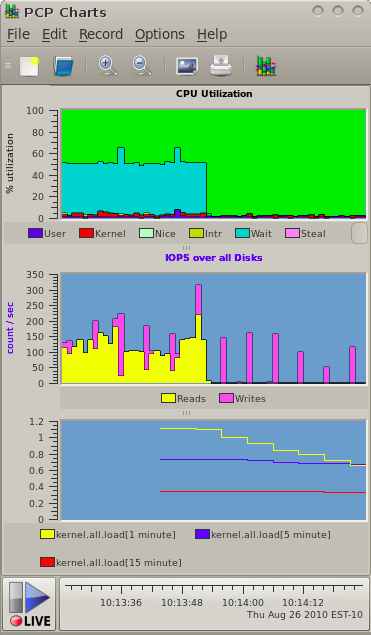 PCP Charts
File Edit Record Options Help
CPU Utilization
% utilization
100
80
60
40
20
0
User Kernel Nice Intr Wait Steal
IOPS over all Disks
count / sec
350
300
250
200
150
100
50
0
Reads Writes
1.2
1
0.8
0.6
0.4
0.2
0
kernel.all.load[1 minute] kernel.all.load[5 minute]
kernel.all.load[15 minute]
10:13:36 10:13:48 10:14:00 10:14:12
LIVE Thu Aug 26 2010 EST-10